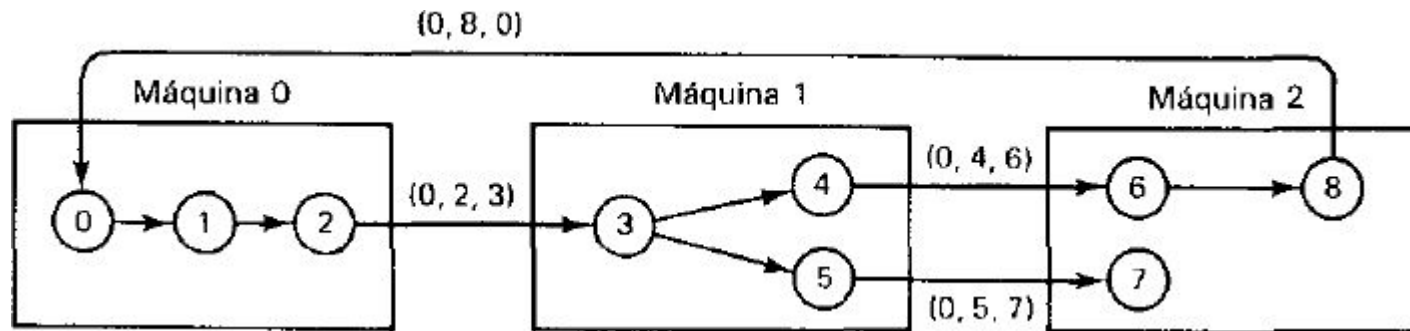 (0, 8, 0)
Máquina 0
Máquina 1
Máquina 2
0
1
2
(0, 2, 3)
3
4
5
(0, 4, 6)
(0, 5, 7)
6
8
7